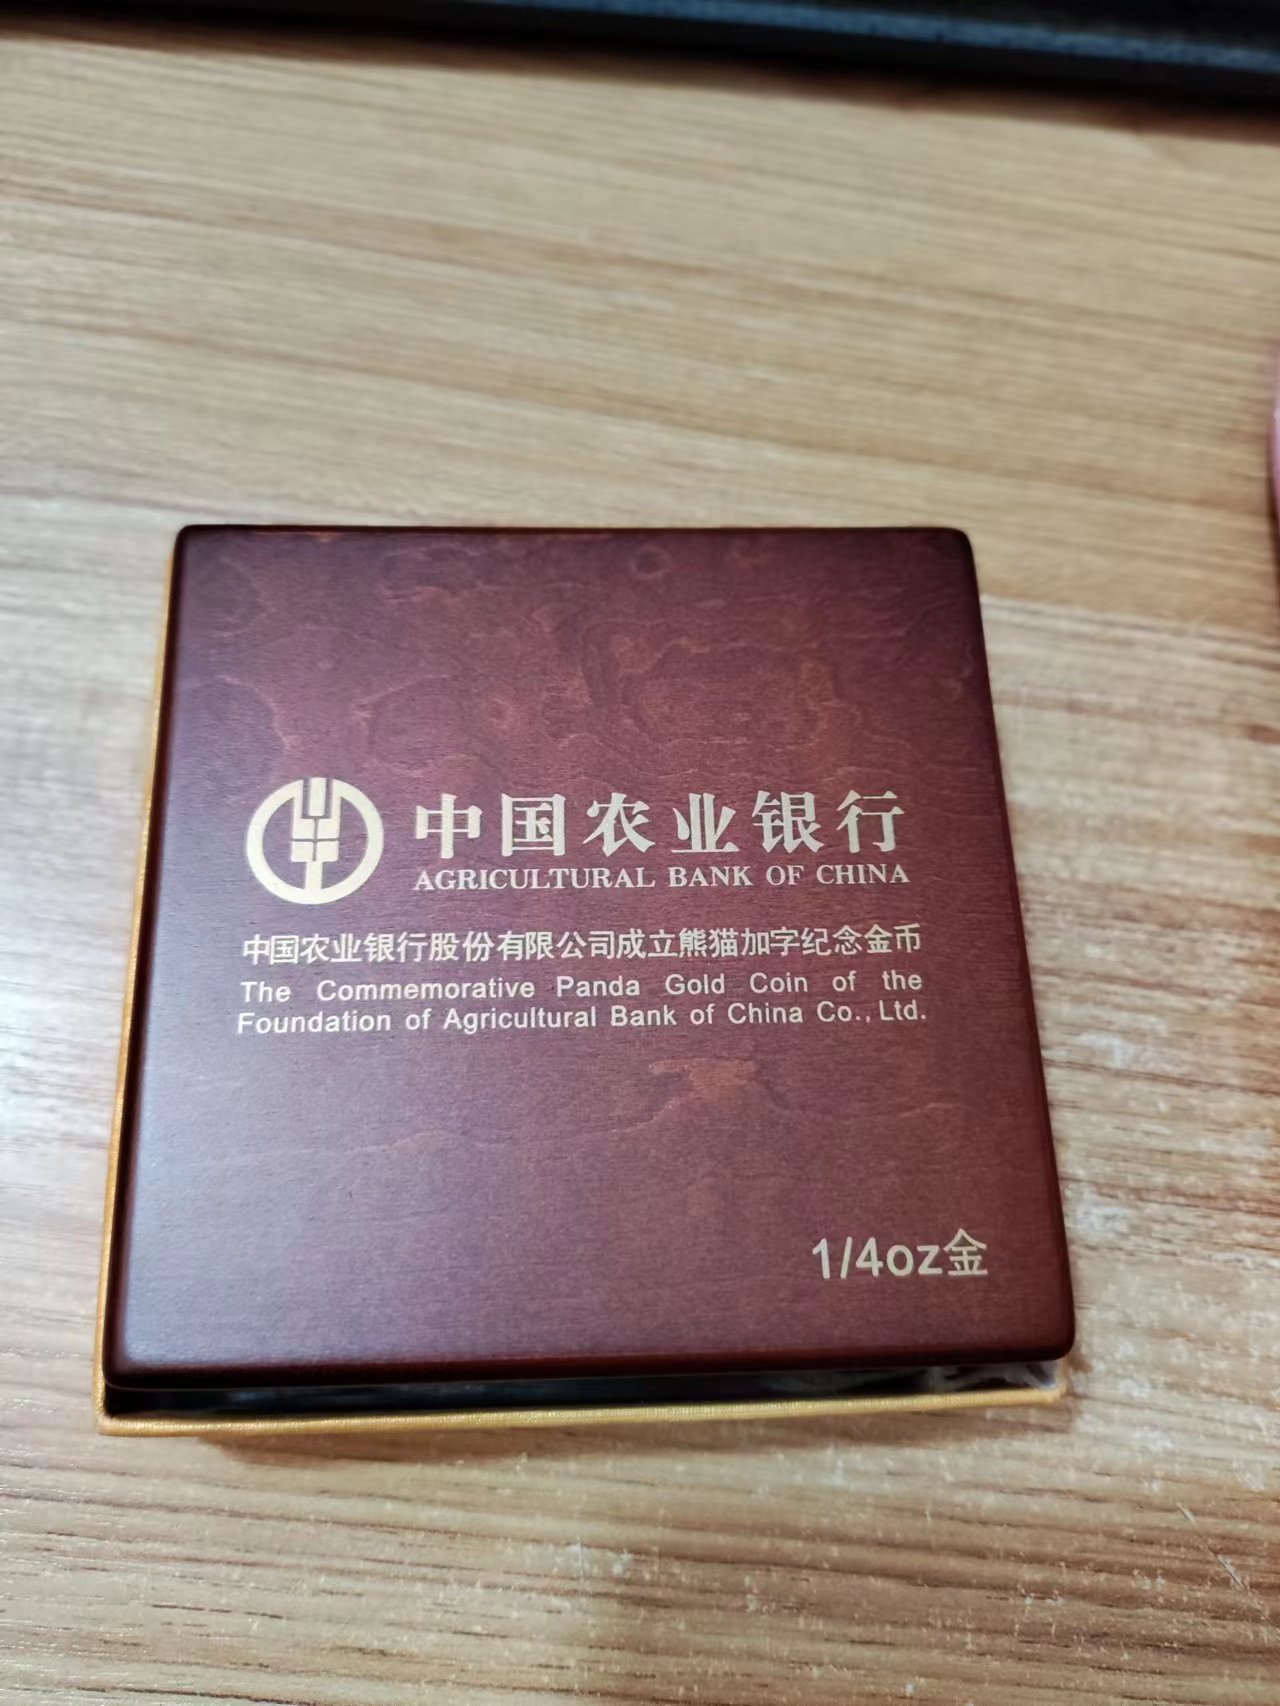 中国农业银行
AGRICULTURAL BANK OF CHINA
中国农业银行股份有限公司成立熊猫加字纪念金币
The Commemorative Panda Gold Coin of the
Foundation of Agricultural Bank of China Co., Ltd.
1/4oz金